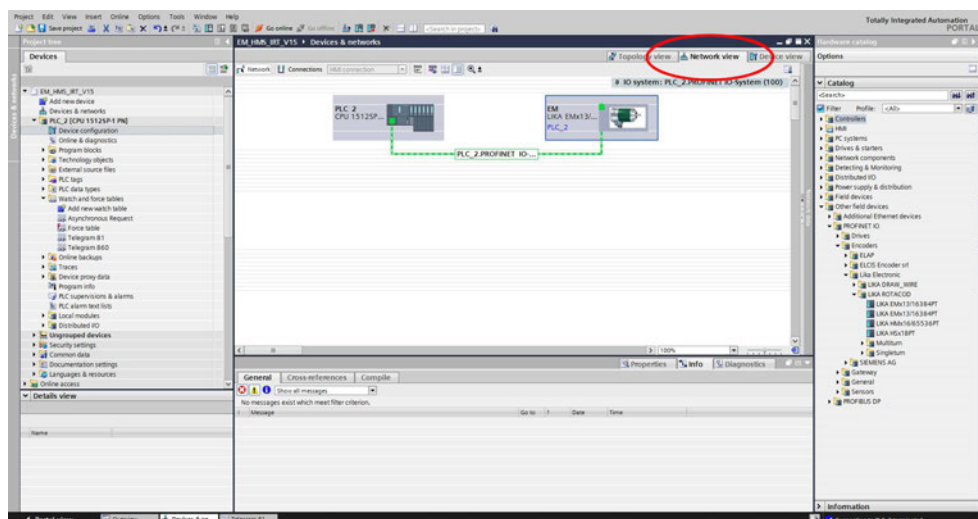 Project Edit View Insert Online Options Tools Window Help
Totally Integrated Automation
PORTAL
Save project
Go online
Go offline
<Search in project>
Project tree
EM_HMS_IRT_V15 Devices & networks
Hardware catalog
Devices
Topology view
Network view
Device view
Options
Network
Connections
HMI connection
IO system: PLC_2.PROFINET IO-System (100)
Catalog
<Search>
Filter
Profile: <All>
EM_HMS_IRT_V15
Add new device
Devices & networks
PLC_2 [CPU 1512SP-1 PN]
Device configuration
Online & diagnostics
Program blocks
Technology objects
External source files
PLC tags
PLC data types
Watch and force tables
Add new watch table
Asynchronous Request
Force table
Telegram 81
Telegram 860
Online backups
Traces
Device proxy data
Program info
PLC supervisions & alarms
PLC alarm text lists
Local modules
Distributed I/O
Ungrouped devices
Security settings
Common data
Documentation settings
Languages & resources
Online access
PLC_2
CPU 1512SP...
EM
LIKA EMx13/...
PLC_2
PLC_2.PROFINET IO-...
100%
Controllers
HMI
PC systems
Drives & starters
Network components
Detecting & Monitoring
Distributed I/O
Power supply & distribution
Field devices
Other field devices
Additional Ethernet devices
PROFINET IO
Drives
Encoders
ELAP
ELCIS Encoder srl
Lika Electronic
LIKA DRAW_WIRE
LIKA ROTACOD
LIKA EMx13/16384PT
LIKA EMx13/16384PT
LIKA HMx16/65536PT
LIKA HSx18PT
Multiturn
Singleturn
SIEMENS AG
Gateway
General
Sensors
PROFIBUS DP
Properties
Info
Diagnostics
General
Cross-references
Compile
Show all messages
No messages exist which meet filter criterion.
! Message
Go to
?
Date
Time
Details view
Name
Information
Portal view
Overview
Telegram 81